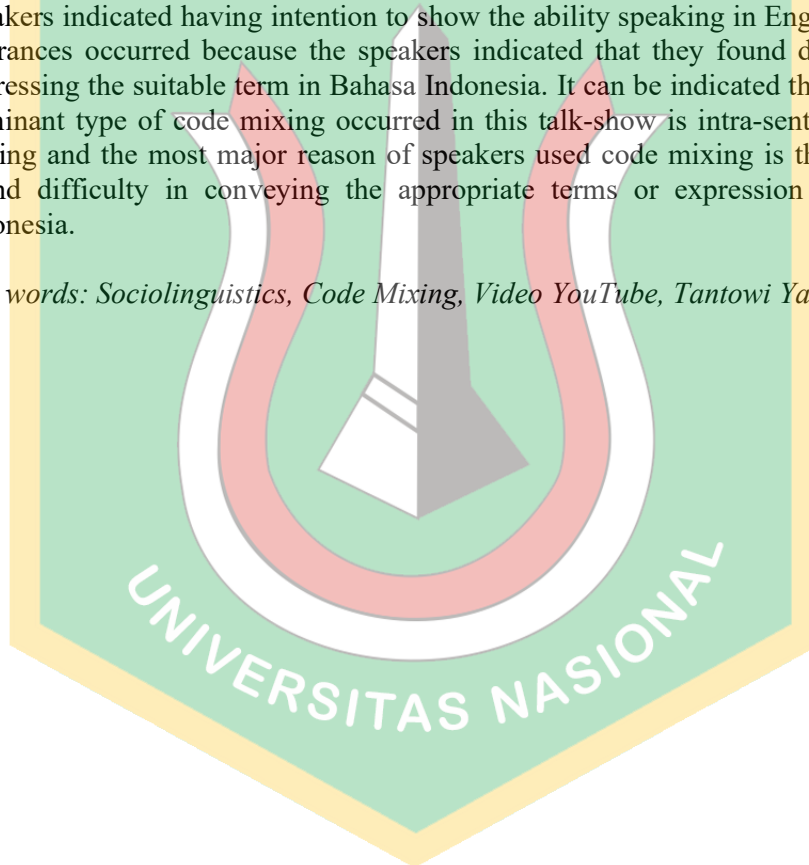 akers indicated having intention to show the ability speaking in Eng
rances occurred because the speakers indicated that they found d
ressing the suitable term in Bahasa Indonesia. It can be indicated th
inant type of code mixing occurred in this talk-show is intra-sent
ing and the most major reason of speakers used code mixing is th
nd difficulty in conveying the appropriate terms or expression
onesia.
words: Sociolinguistics, Code Mixing, Video YouTube, Tantowi Ya
UNIVERSITAS NASIONAL